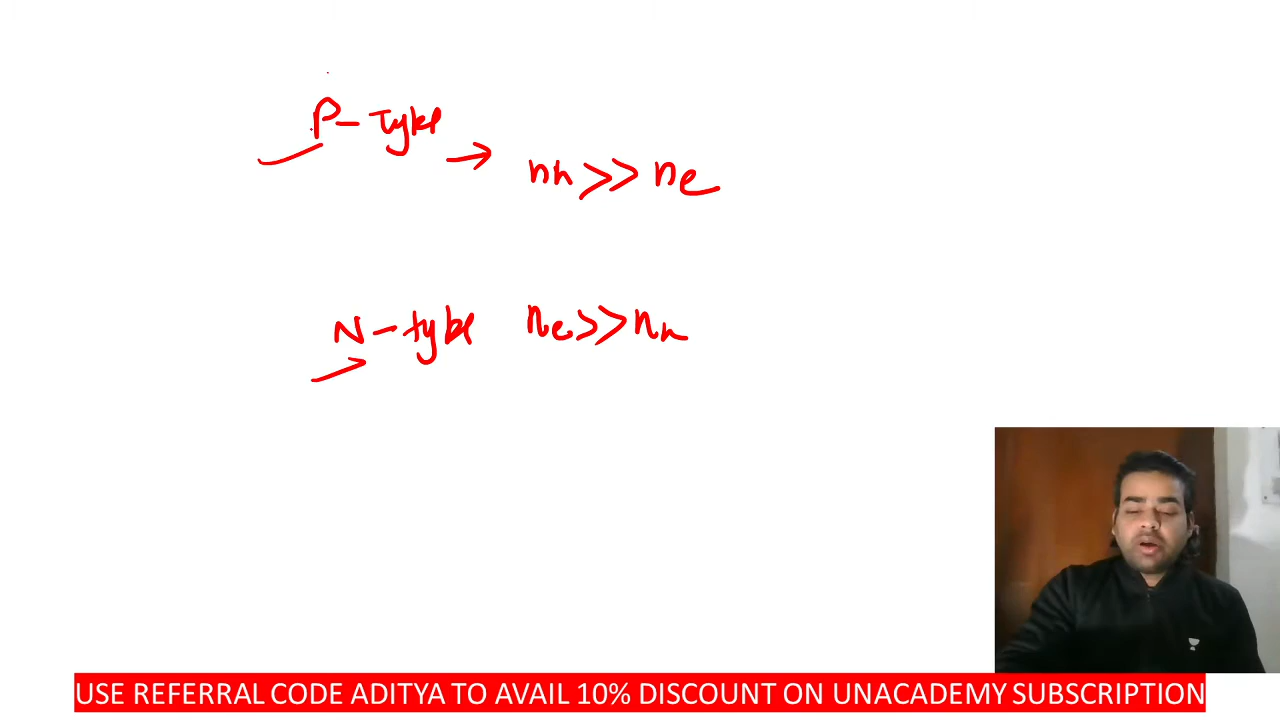 P- Type → nh >> ne
N-type ne >> nh
USE REFERRAL CODE ADITYA TO AVAIL 10% DISCOUNT ON UNACADEMY SUBSCRIPTION